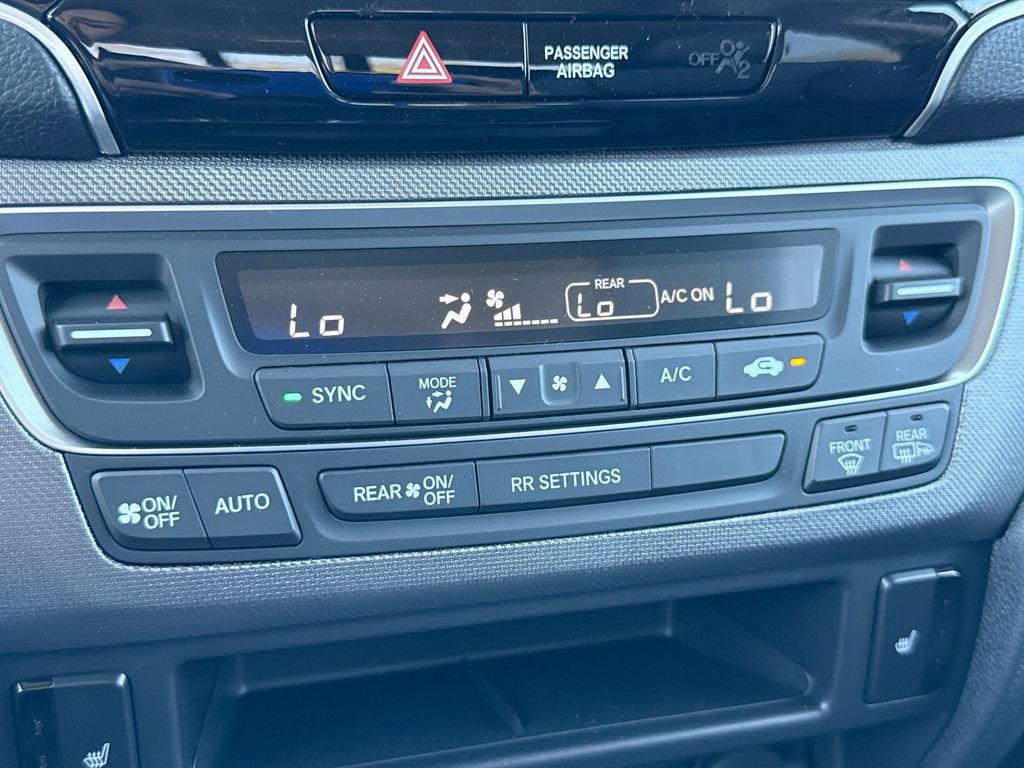 PASSENGER
AIRBAG
OFF
2
Lo
REAR
Lo
A/C ON
Lo
SYNC
MODE
A/C
ON/
OFF
AUTO
REAR
ON/
OFF
RR SETTINGS
FRONT
REAR